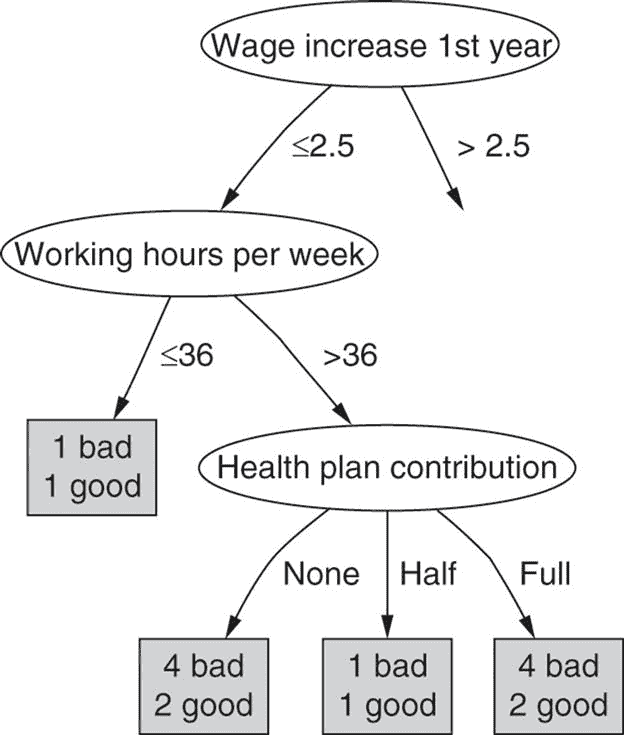 Wage increase 1st year
≤2.5
> 2.5
Working hours per week
≤36
>36
1 bad
1 good
Health plan contribution
None
Half
Full
4 bad
2 good
1 bad
1 good
4 bad
2 good